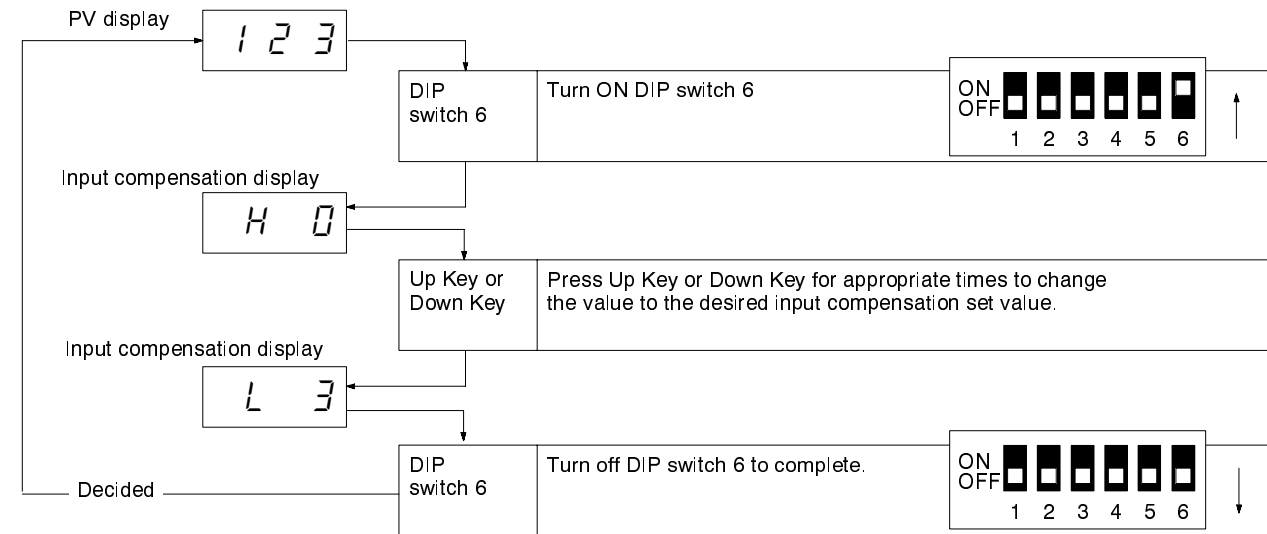 PV display
1 2 3
DIP
switch 6
Turn ON DIP switch 6
ON
OFF
1 2 3 4 5 6
Input compensation display
H 0
Up Key or
Down Key
Press Up Key or Down Key for appropriate times to change
the value to the desired input compensation set value.
Input compensation display
L 3
DIP
switch 6
Turn off DIP switch 6 to complete.
ON
OFF
1 2 3 4 5 6
Decided